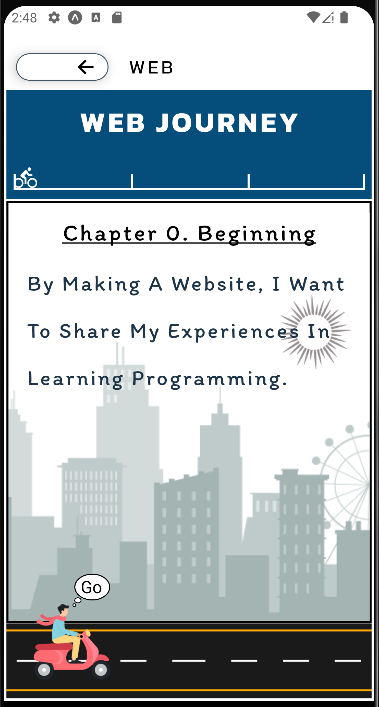 2:48
WEB
WEB JOURNEY
Chapter 0. Beginning
By Making A Website, I Want
To Share My Experiences In
Learning Programming.
Go